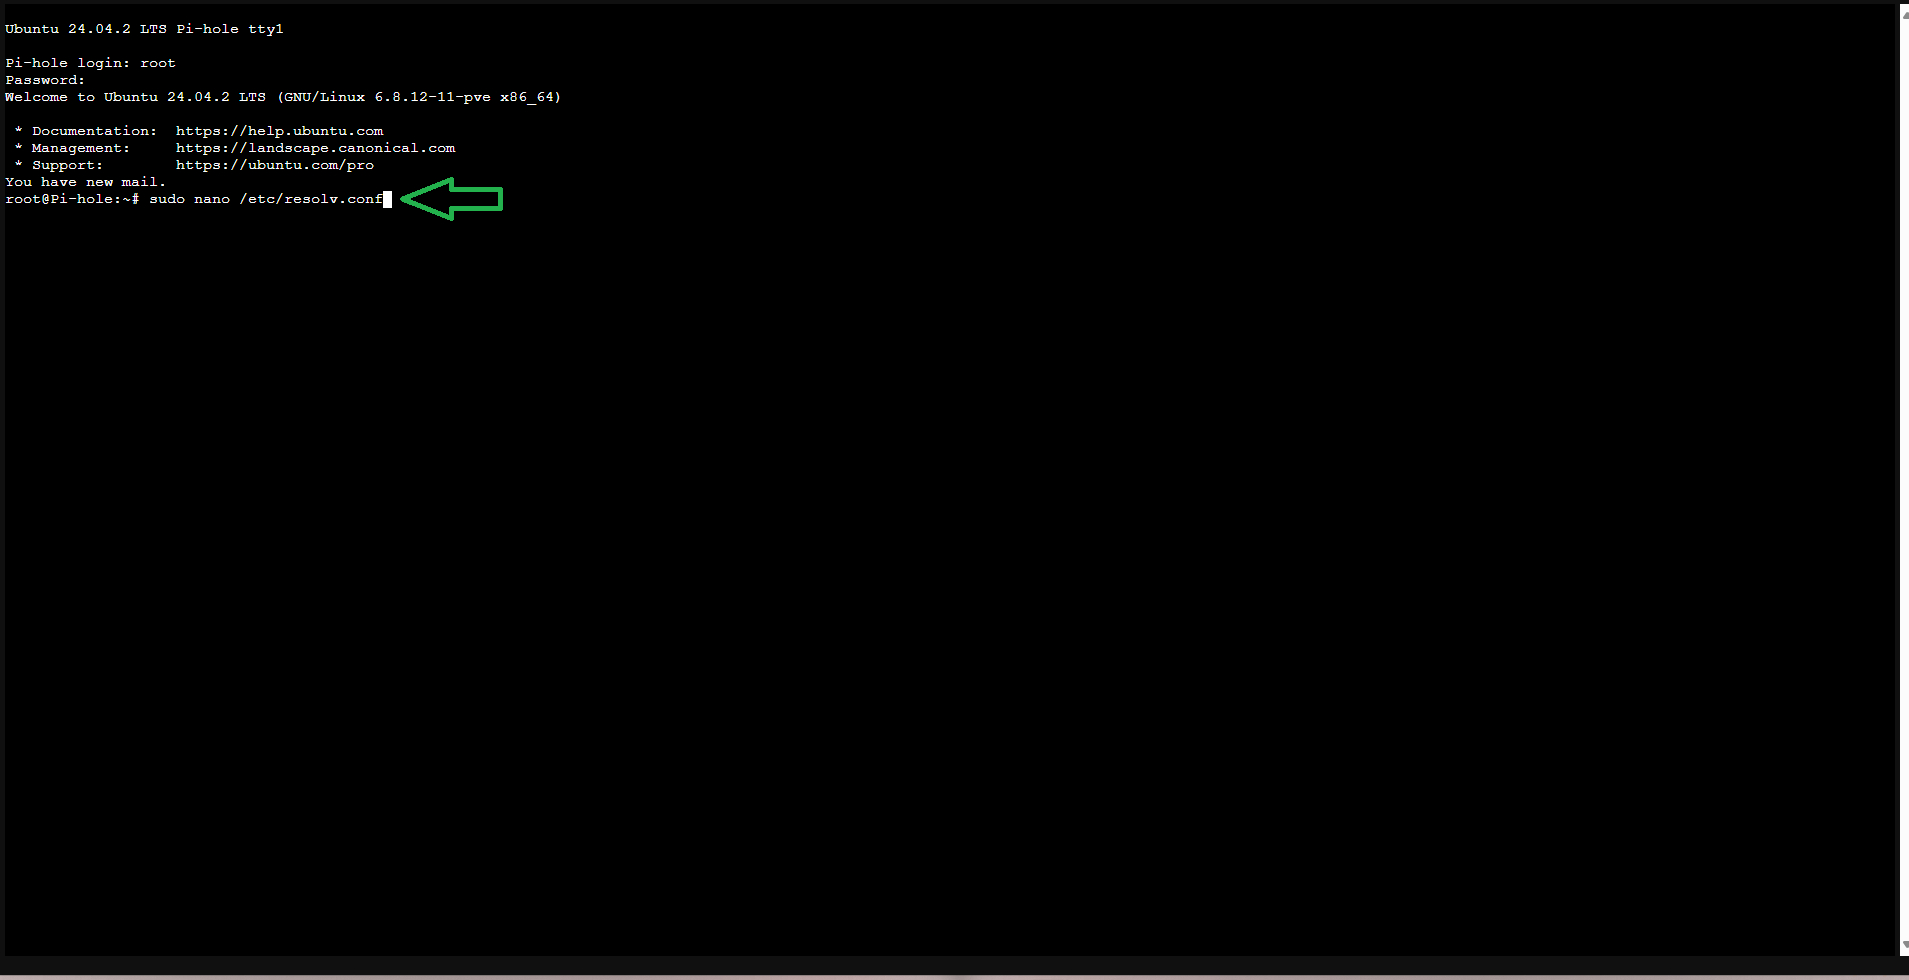 Ubuntu 24.04.2 LTS Pi-hole tty1
Pi-hole login: root
Password:
Welcome to Ubuntu 24.04.2 LTS (GNU/Linux 6.8.12-11-pve x86_64)
* Documentation:  https://help.ubuntu.com
* Management:     https://landscape.canonical.com
* Support:        https://ubuntu.com/pro
You have new mail.
root@Pi-hole:~# sudo nano /etc/resolv.conf